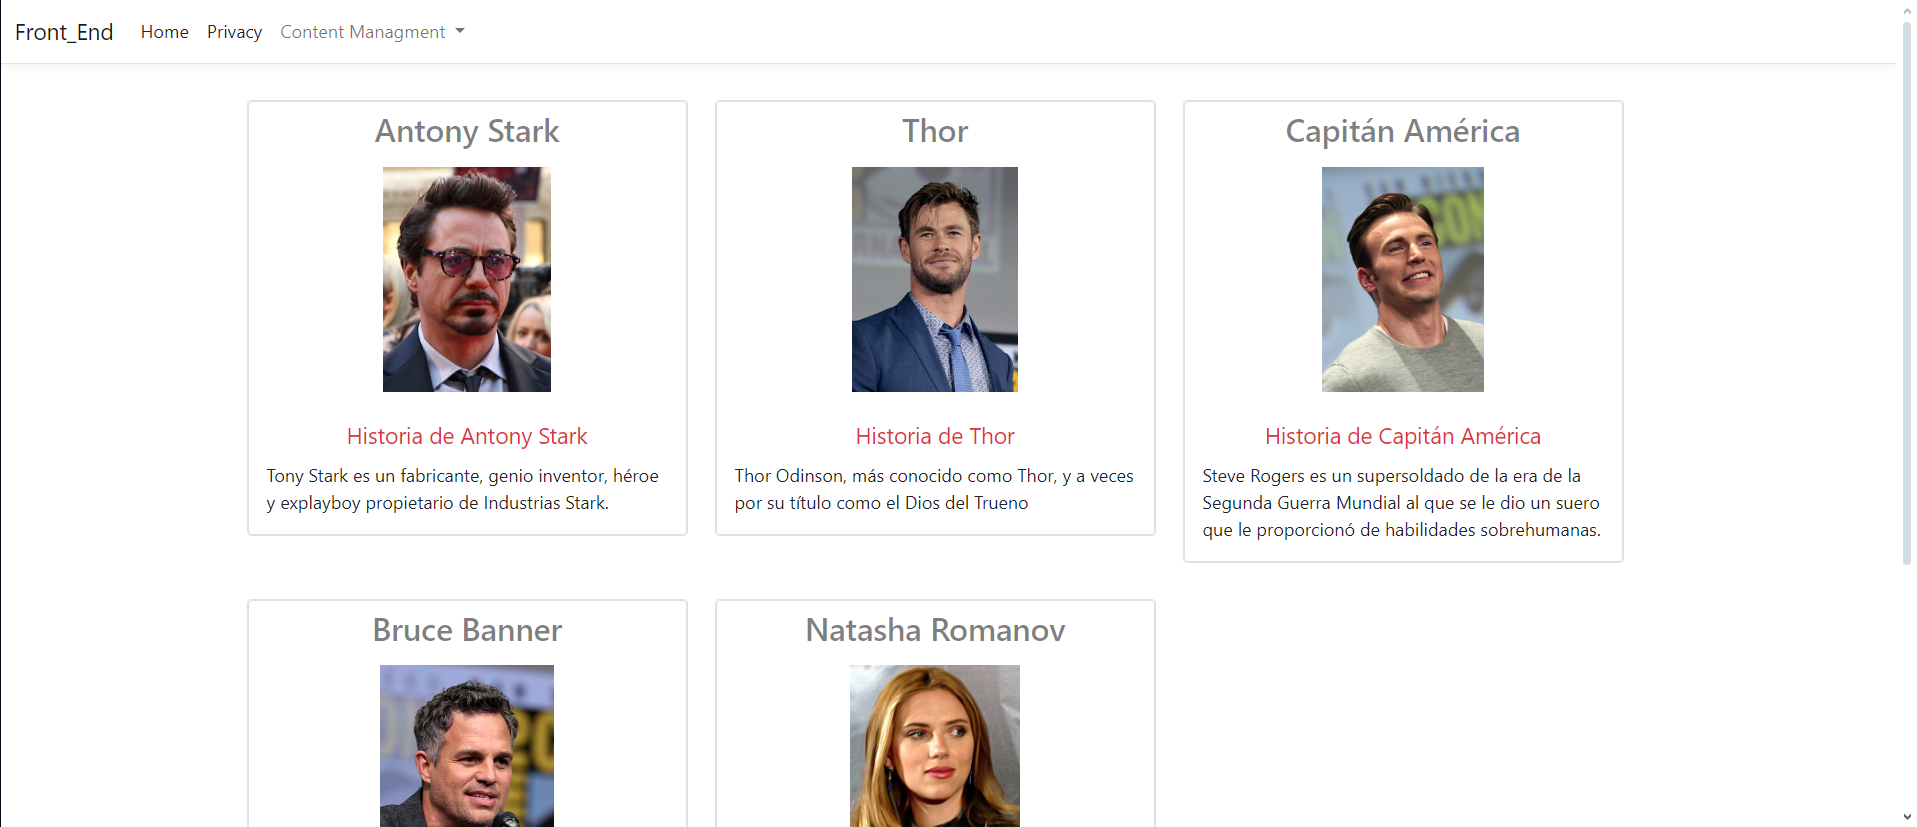 Front_End Home Privacy Content Managment
Antony Stark
Historia de Antony Stark
Tony Stark es un fabricante, genio inventor, héroe
y explayboy propietario de Industrias Stark.
Thor
Historia de Thor
Thor Odinson, más conocido como Thor, y a veces
por su título como el Dios del Trueno
Capitán América
Historia de Capitán América
Steve Rogers es un supersoldado de la era de la
Segunda Guerra Mundial al que se le dio un suero
que le proporcionó de habilidades sobrehumanas.
Bruce Banner
Natasha Romanov